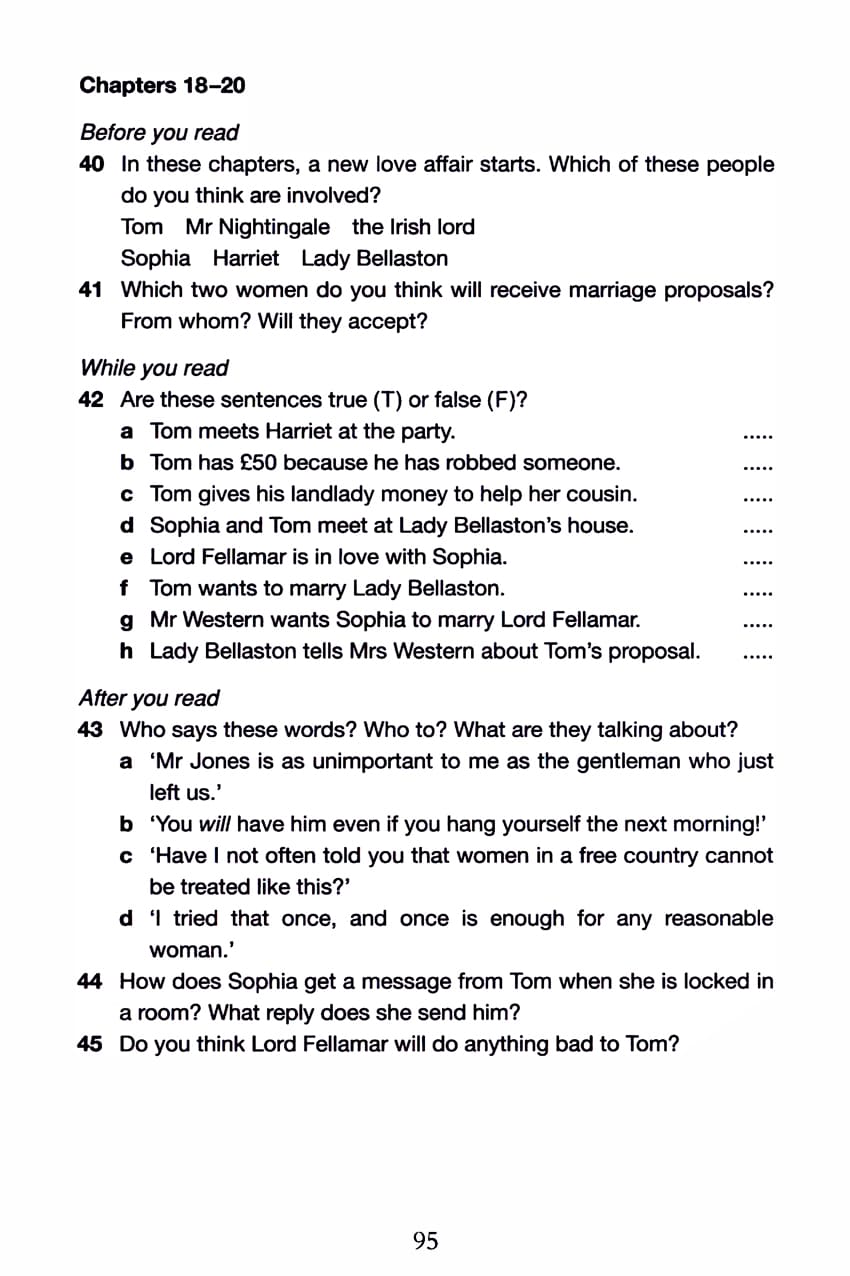 Chapters 18–20
Before you read
40 In these chapters, a new love affair starts. Which of these people
do you think are involved?
Tom Mr Nightingale the Irish lord
Sophia Harriet Lady Bellaston
41 Which two women do you think will receive marriage proposals?
From whom? Will they accept?
While you read
42 Are these sentences true (T) or false (F)?
a Tom meets Harriet at the party. .....
b Tom has £50 because he has robbed someone. .....
c Tom gives his landlady money to help her cousin. .....
d Sophia and Tom meet at Lady Bellaston’s house. .....
e Lord Fellamar is in love with Sophia. .....
f Tom wants to marry Lady Bellaston. .....
g Mr Western wants Sophia to marry Lord Fellamar. .....
h Lady Bellaston tells Mrs Western about Tom’s proposal. .....
After you read
43 Who says these words? Who to? What are they talking about?
a ‘Mr Jones is as unimportant to me as the gentleman who just
left us.’
b ‘You will have him even if you hang yourself the next morning!’
c ‘Have I not often told you that women in a free country cannot
be treated like this?’
d ‘I tried that once, and once is enough for any reasonable
woman.’
44 How does Sophia get a message from Tom when she is locked in
a room? What reply does she send him?
45 Do you think Lord Fellamar will do anything bad to Tom?
95